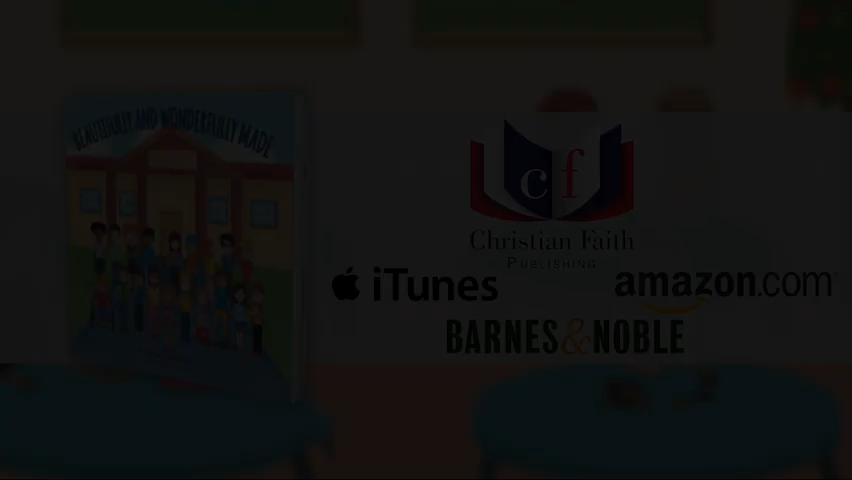 BEAUTIFULLY AND WONDERFULLY MADE
cf
Christian Faith
PUBLISHING
iTunes
amazon.com
BARNES&NOBLE